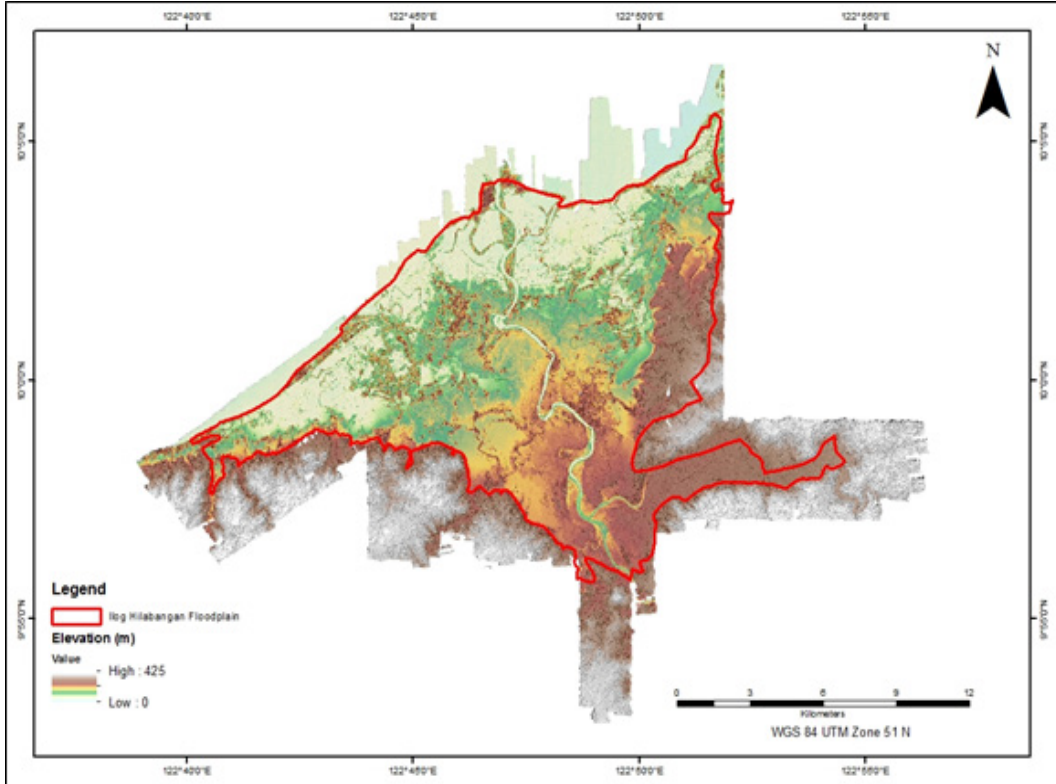 122°40'0"E 122°45'0"E 122°50'0"E 122°55'0"E
N
10°5'0"N 10°5'0"N
10°0'0"N 10°0'0"N
9°55'0"N 9°55'0"N
Legend
Ilog Hilabangan Floodplain
Elevation (m)
Value
High : 425
Low : 0
0 3 6 9 12
Kilometers
WGS 84 UTM Zone 51 N
122°40'0"E 122°45'0"E 122°50'0"E 122°55'0"E